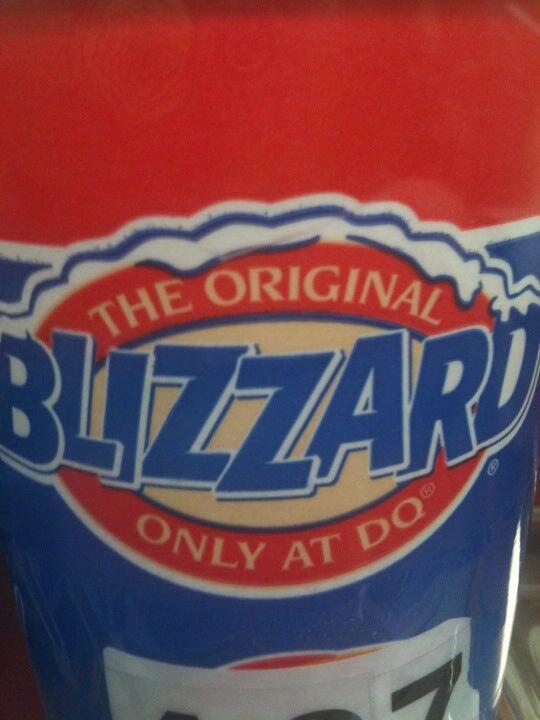 THE ORIGINAL
BLIZZARD®
ONLY AT DQ®